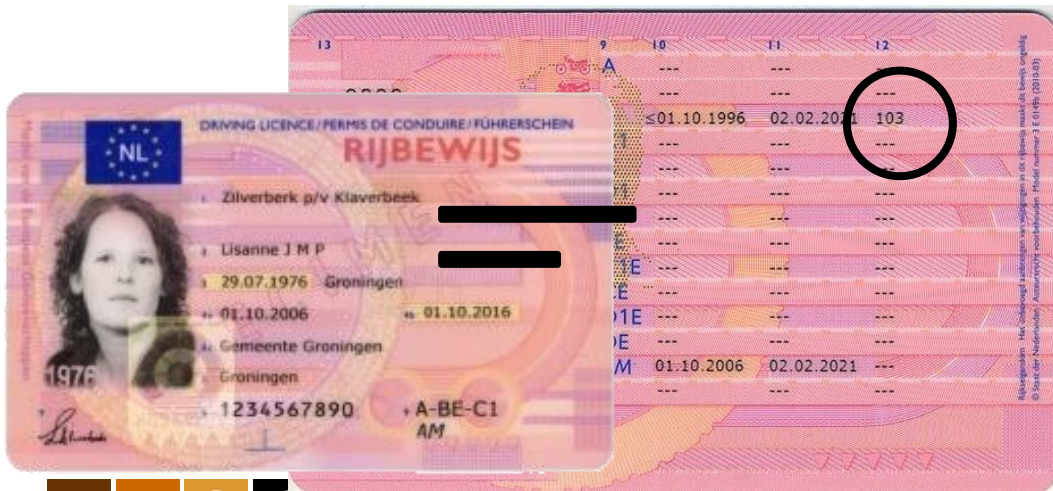 13 9 10 11 12
A --- --- ---
--- --- ---
≤01.10.1996 02.02.2021 103
--- --- ---
--- --- ---
--- --- ---
--- --- ---
--- --- ---
--- --- ---
--- --- ---
--- --- ---
--- --- ---
01.10.2006 02.02.2021 ---
--- --- ---
NL
DRIVING LICENCE/PERMIS DE CONDUIRE/FÜHRERSCHEIN
RIJBEWIJS
Zilverberk p/v Klaverbeek
Lisanne J M P
29.07.1976 Groningen
01.10.2006 01.10.2016
Gemeente Groningen
Groningen
1234567890 A-BE-C1
AM
1976